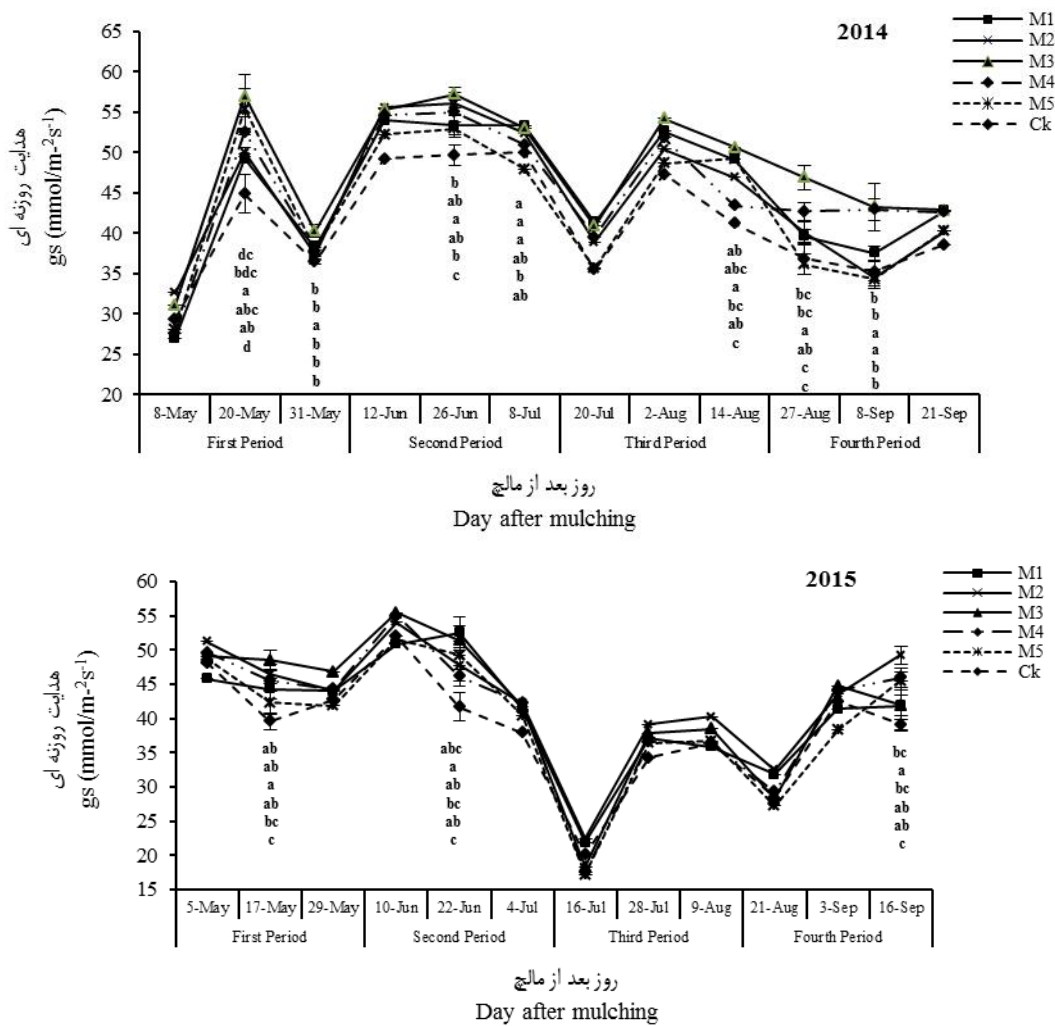 2014
M1
M2
M3
M4
M5
Ck
65
60
55
50
45
40
35
30
25
20
هدایت روزنه ای
gs (mmol/m-²s⁻¹)
dc
bdc
a
abc
ab
d
b
b
a
b
b
b
b
ab
a
ab
b
c
a
a
a
ab
b
ab
ab
abc
a
bc
ab
c
bc
bc
a
ab
c
c
b
b
a
a
b
b
8-May 20-May 31-May 12-Jun 26-Jun 8-Jul 20-Jul 2-Aug 14-Aug 27-Aug 8-Sep 21-Sep
First Period Second Period Third Period Fourth Period
روز بعد از مالچ
Day after mulching
2015
M1
M2
M3
M4
M5
Ck
60
55
50
45
40
35
30
25
20
15
هدایت روزنه ای
gs (mmol/m-²s⁻¹)
ab
ab
a
ab
bc
c
abc
a
ab
bc
ab
c
bc
a
bc
ab
ab
c
5-May 17-May 29-May 10-Jun 22-Jun 4-Jul 16-Jul 28-Jul 9-Aug 21-Aug 3-Sep 16-Sep
First Period Second Period Third Period Fourth Period
روز بعد از مالچ
Day after mulching